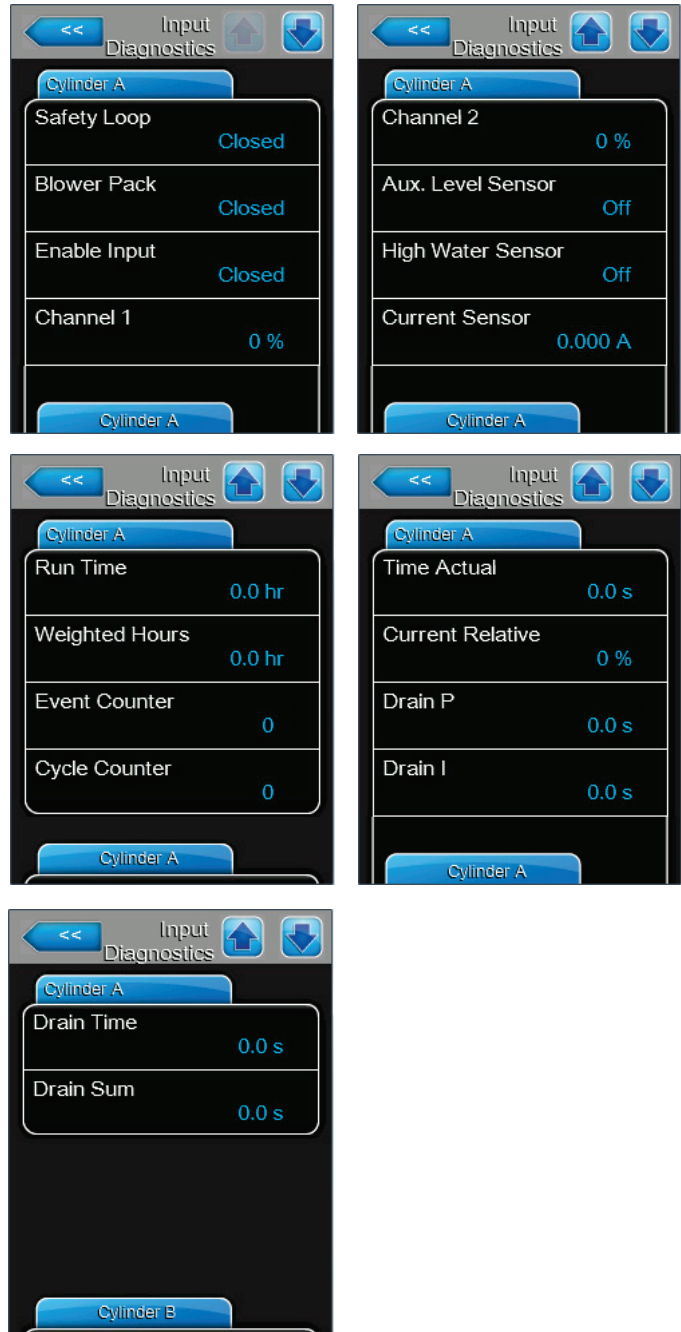 <<
Input
Diagnostics
Cylinder A
Safety Loop
Closed
Blower Pack
Closed
Enable Input
Closed
Channel 1
0 %
Cylinder A
<<
Input
Diagnostics
Cylinder A
Channel 2
0 %
Aux. Level Sensor
Off
High Water Sensor
Off
Current Sensor
0.000 A
Cylinder A
<<
Input
Diagnostics
Cylinder A
Run Time
0.0 hr
Weighted Hours
0.0 hr
Event Counter
0
Cycle Counter
0
Cylinder A
<<
Input
Diagnostics
Cylinder A
Time Actual
0.0 s
Current Relative
0 %
Drain P
0.0 s
Drain I
0.0 s
Cylinder A
<<
Input
Diagnostics
Cylinder A
Drain Time
0.0 s
Drain Sum
0.0 s
Cylinder B